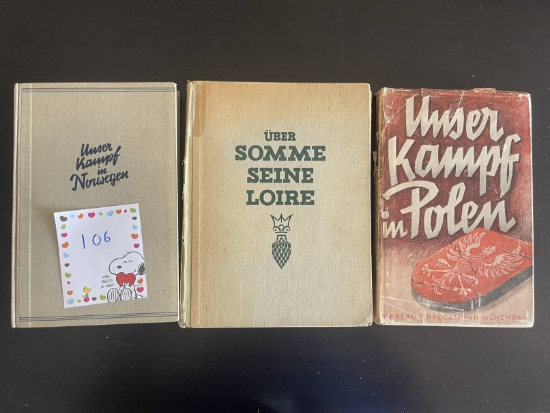 Unser
Kampf
in
Norwegen
106
ÜBER
SOMME
SEINE
LOIRE
Unser
Kampf
in Polen
VERLAG F. BRUCKMANN · MÜNCHEN